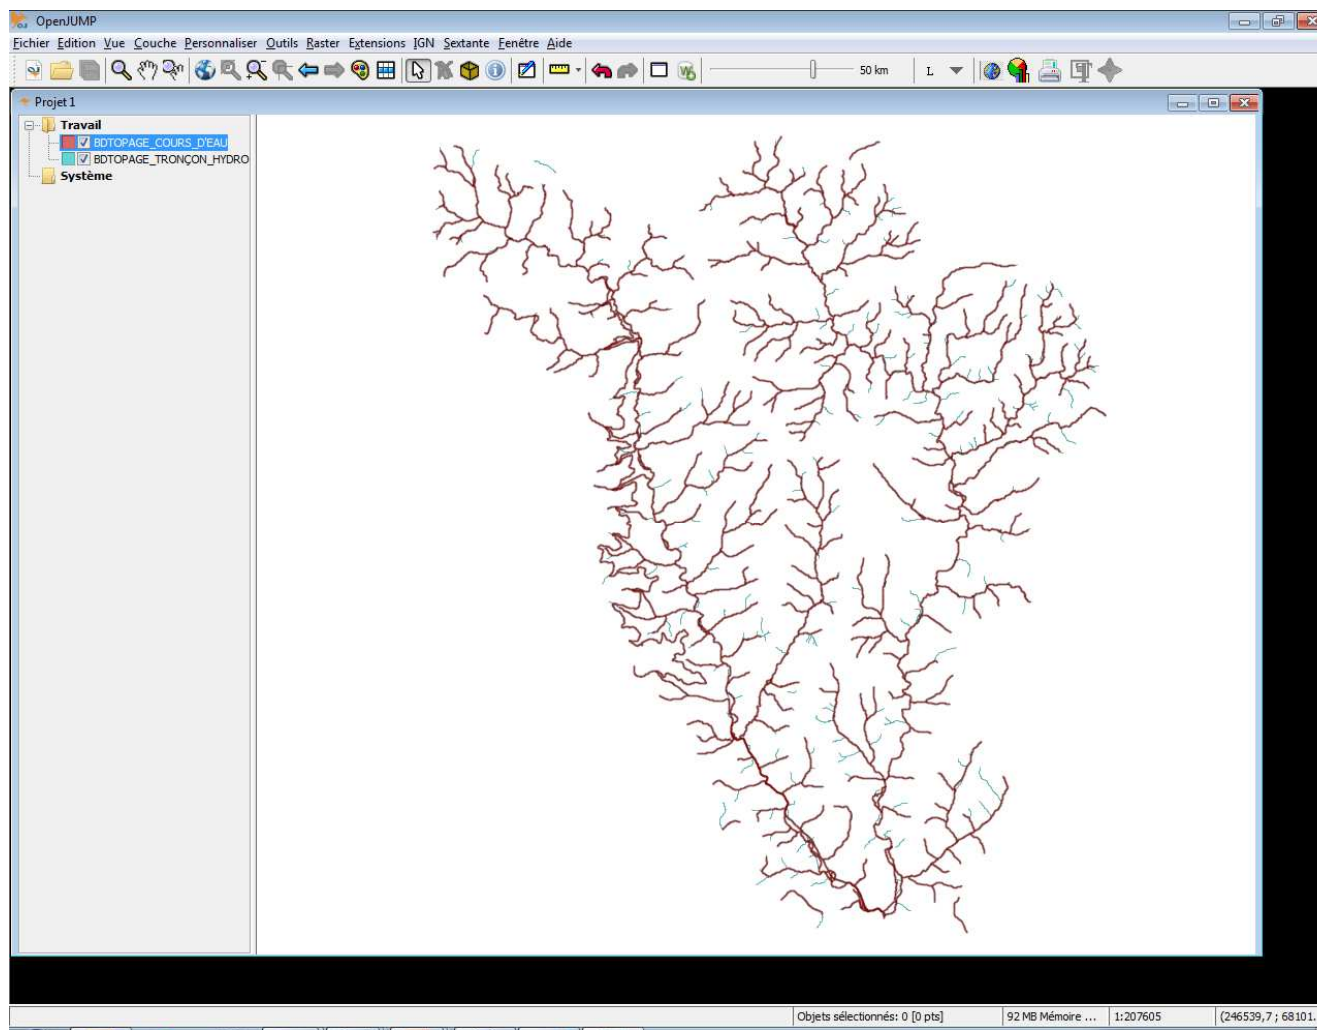 OpenJUMP
Fichier Edition Vue Couche Personnaliser Outils Raster Extensions IGN Sextante Fenêtre Aide
50 km L
Projet 1
Travail
BDTOPAGE_COURS_D'EAU
BDTOPAGE_TRONÇON_HYDRO
Système
Objets sélectionnés: 0 [0 pts] 92 MB Mémoire ... 1:207605 (246539,7 ; 68101.